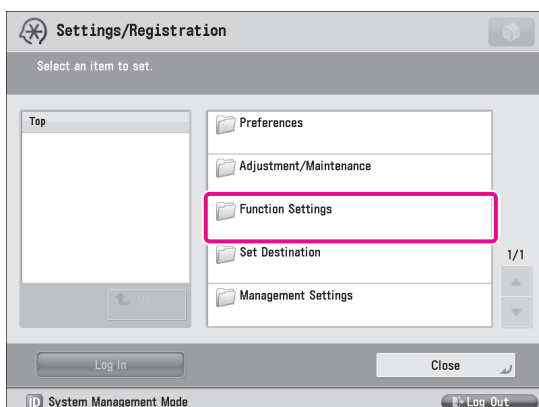 Settings/Registration
Select an item to set.
Top
Preferences
Adjustment/Maintenance
Function Settings
Set Destination
Management Settings
1/1
Up
Log In
Close
ID System Management Mode
Log Out